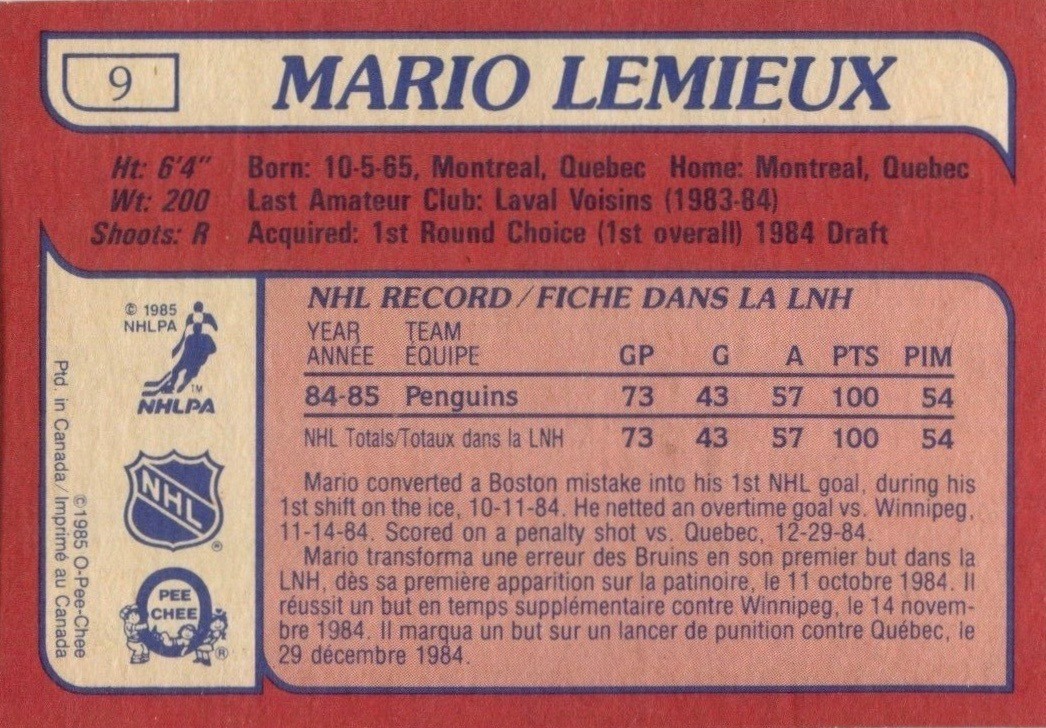 9
MARIO LEMIEUX
Ht: 6'4" Born: 10-5-65, Montreal, Quebec Home: Montreal, Quebec
Wt: 200 Last Amateur Club: Laval Voisins (1983-84)
Shoots: R Acquired: 1st Round Choice (1st overall) 1984 Draft
© 1985
NHLPA
TM
NHLPA
NHL
®
PEE
CHEE
®
©1985 O-Pee-Chee
Ptd. in Canada/Imprimé au Canada
NHL RECORD/FICHE DANS LA LNH
YEAR TEAM
ANNÉE ÉQUIPE GP G A PTS PIM
84-85 Penguins 73 43 57 100 54
NHL Totals/Totaux dans la LNH 73 43 57 100 54
Mario converted a Boston mistake into his 1st NHL goal, during his
1st shift on the ice, 10-11-84. He netted an overtime goal vs. Winnipeg,
11-14-84. Scored on a penalty shot vs. Quebec, 12-29-84.
Mario transforma une erreur des Bruins en son premier but dans la
LNH, dès sa première apparition sur la patinoire, le 11 octobre 1984. Il
réussit un but en temps supplémentaire contre Winnipeg, le 14 novem-
bre 1984. Il marqua un but sur un lancer de punition contre Québec, le
29 décembre 1984.